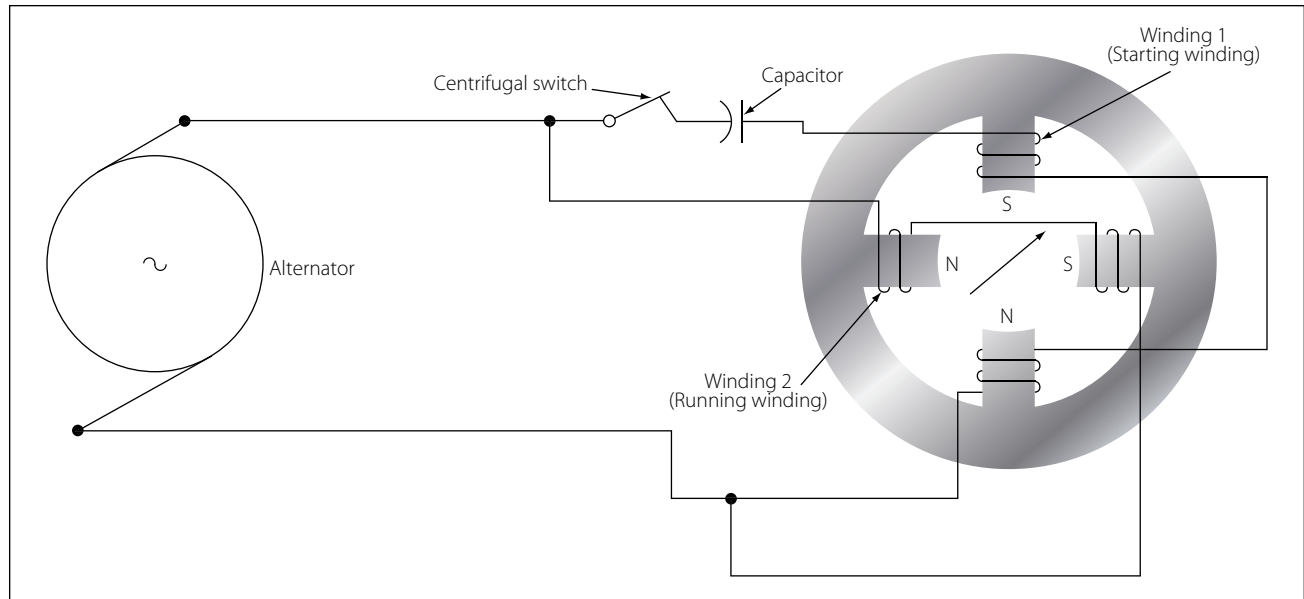 Winding 1
(Starting winding)
Centrifugal switch
Capacitor
S
Alternator
N
S
N
Winding 2
(Running winding)